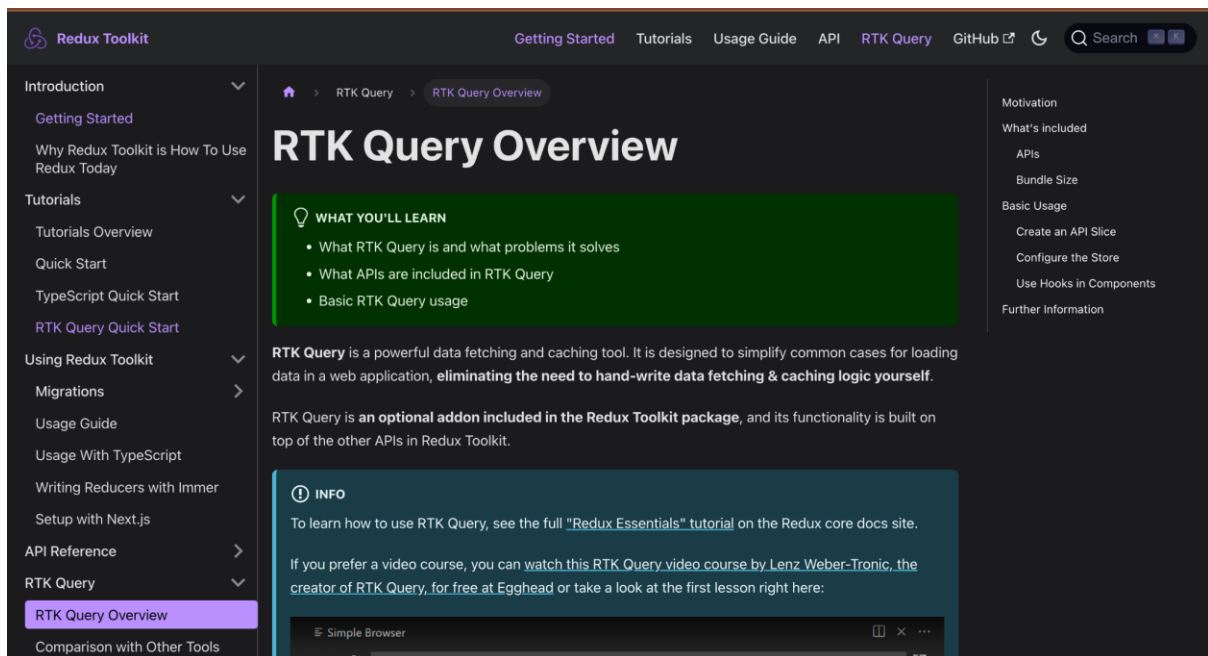 Redux Toolkit
Getting Started
Tutorials
Usage Guide
API
RTK Query
GitHub
Search
K
Introduction
Getting Started
Why Redux Toolkit is How To Use
Redux Today
Tutorials
Tutorials Overview
Quick Start
TypeScript Quick Start
RTK Query Quick Start
Using Redux Toolkit
Migrations
Usage Guide
Usage With TypeScript
Writing Reducers with Immer
Setup with Next.js
API Reference
RTK Query
RTK Query Overview
Comparison with Other Tools
RTK Query
RTK Query Overview
RTK Query Overview
WHAT YOU'LL LEARN
• What RTK Query is and what problems it solves
• What APIs are included in RTK Query
• Basic RTK Query usage
RTK Query is a powerful data fetching and caching tool. It is designed to simplify common cases for loading
data in a web application, eliminating the need to hand-write data fetching & caching logic yourself.
RTK Query is an optional addon included in the Redux Toolkit package, and its functionality is built on
top of the other APIs in Redux Toolkit.
INFO
To learn how to use RTK Query, see the full "Redux Essentials" tutorial on the Redux core docs site.
If you prefer a video course, you can watch this RTK Query video course by Lenz Weber-Tronic, the
creator of RTK Query, for free at Egghead or take a look at the first lesson right here:
Simple Browser
Motivation
What's included
APIs
Bundle Size
Basic Usage
Create an API Slice
Configure the Store
Use Hooks in Components
Further Information